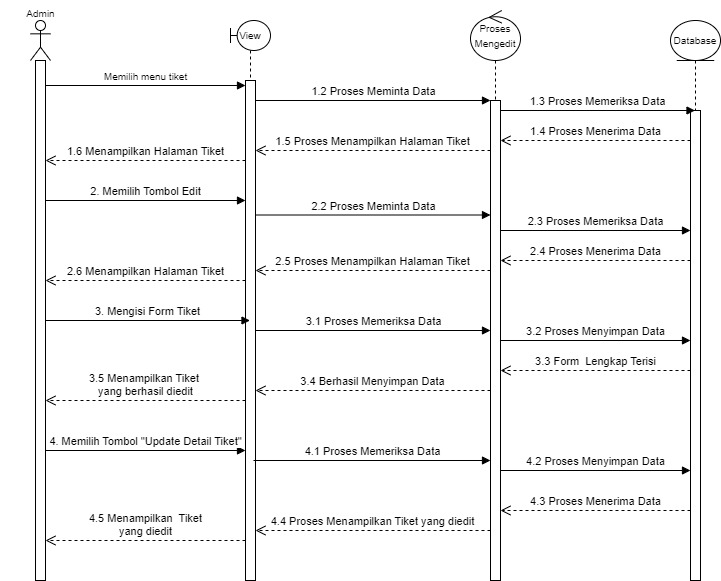 Admin
View
Proses
Mengedit
Database
Memilih menu tiket
1.2 Proses Meminta Data
1.3 Proses Memeriksa Data
1.4 Proses Menerima Data
1.5 Proses Menampilkan Halaman Tiket
1.6 Menampilkan Halaman Tiket
2. Memilih Tombol Edit
2.2 Proses Meminta Data
2.3 Proses Memeriksa Data
2.4 Proses Menerima Data
2.5 Proses Menampilkan Halaman Tiket
2.6 Menampilkan Halaman Tiket
3. Mengisi Form Tiket
3.1 Proses Memeriksa Data
3.2 Proses Menyimpan Data
3.3 Form Lengkap Terisi
3.4 Berhasil Menyimpan Data
3.5 Menampilkan Tiket
yang berhasil diedit
4. Memilih Tombol "Update Detail Tiket"
4.1 Proses Memeriksa Data
4.2 Proses Menyimpan Data
4.3 Proses Menerima Data
4.4 Proses Menampilkan Tiket yang diedit
4.5 Menampilkan Tiket
yang diedit